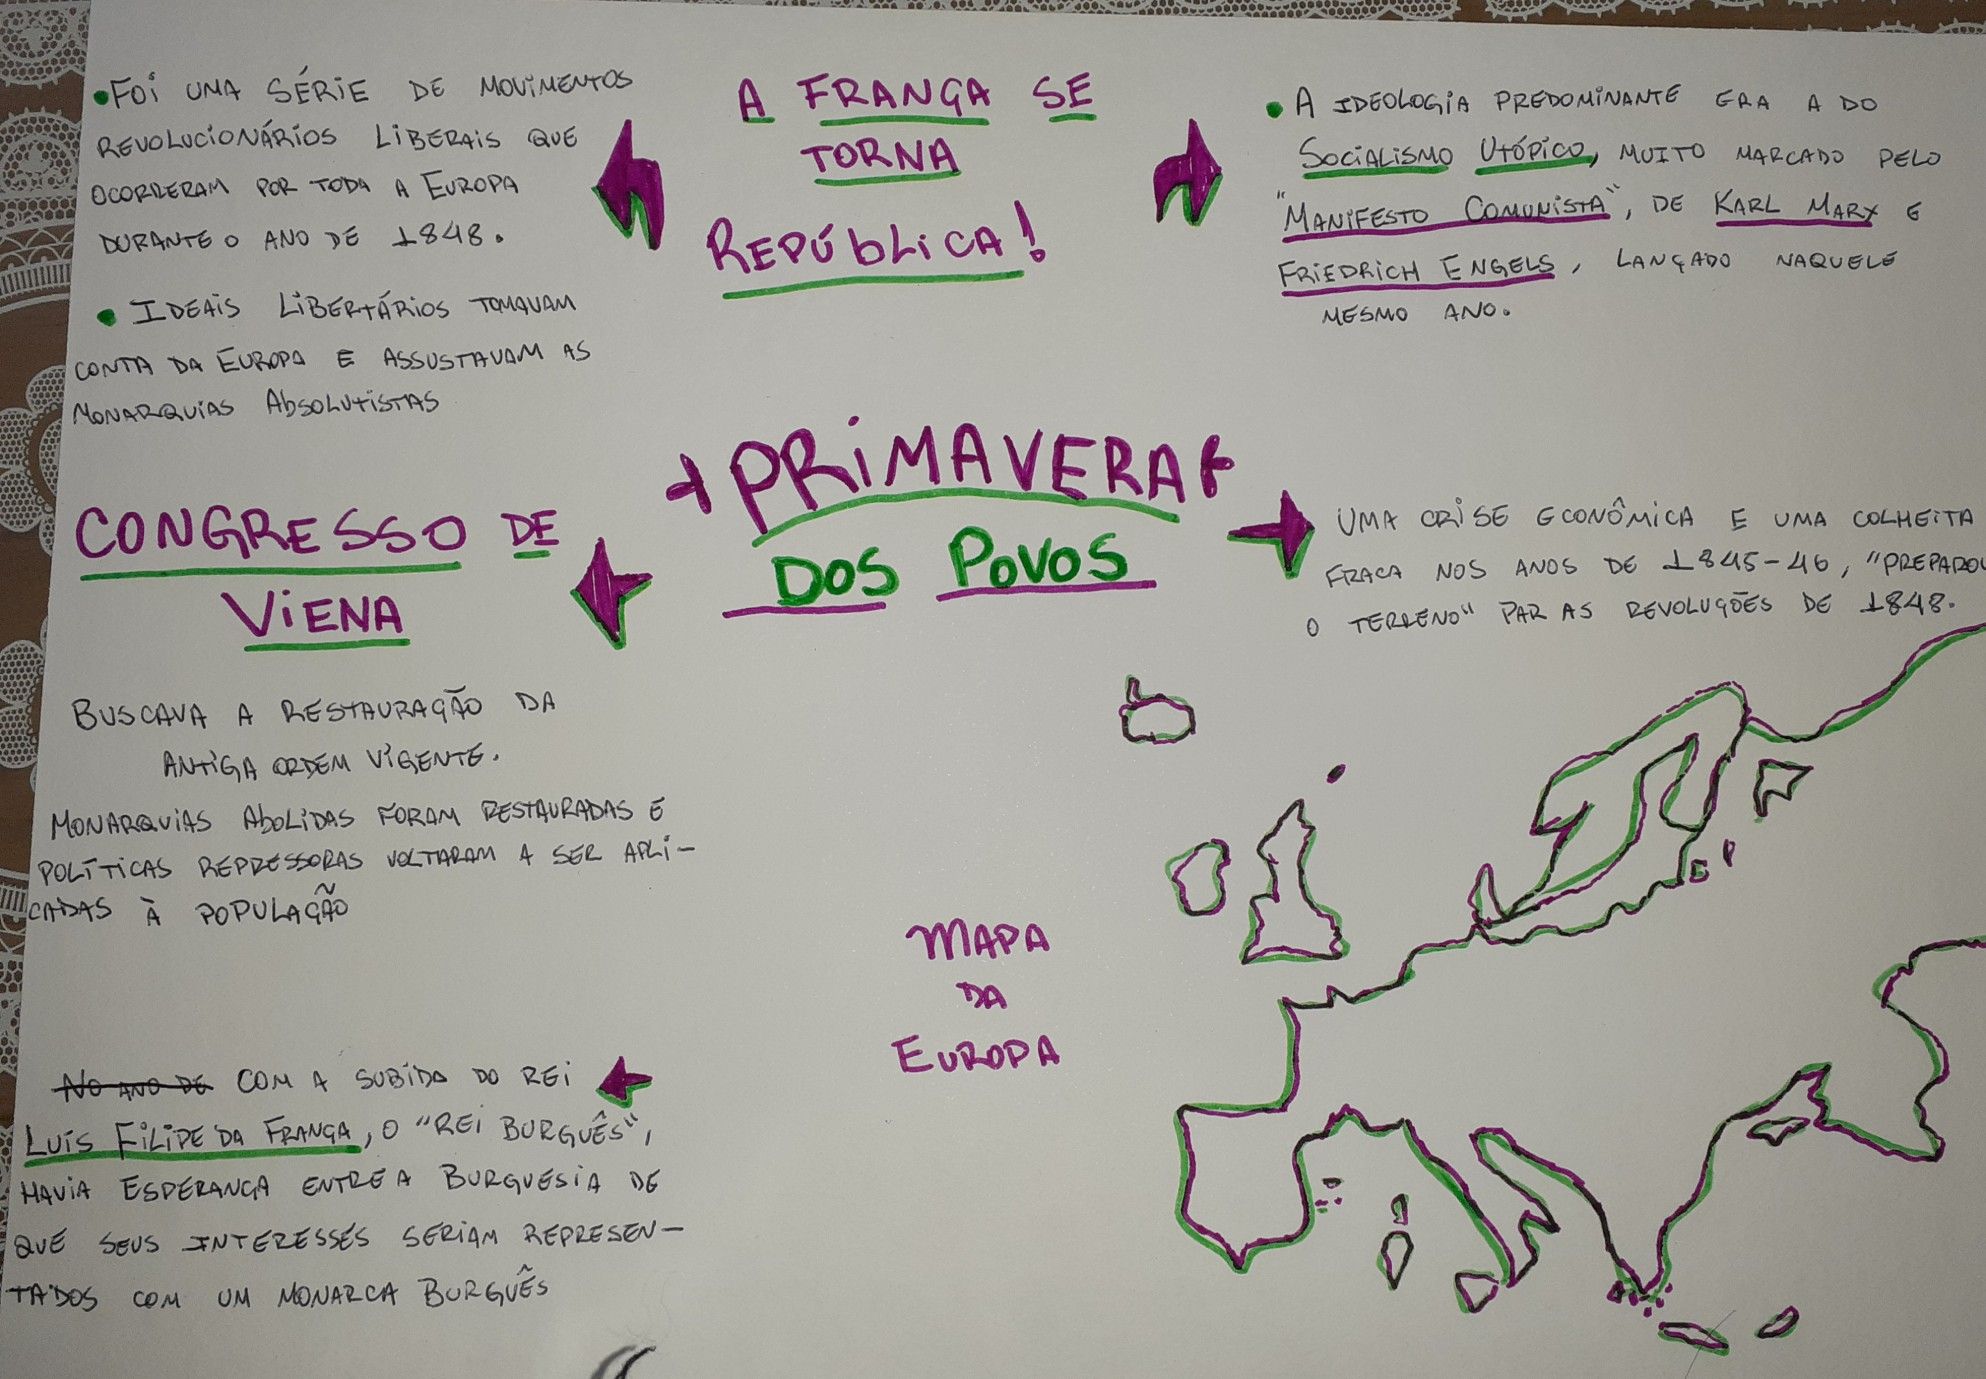 • FOI UMA SÉRIE DE MOVIMENTOS
REVOLUCIONÁRIOS LIBERAIS QUE
OCORRERAM POR TODA A EUROPA
DURANTE O ANO DE 1848.
• IDEAIS LIBERTÁRIOS TOMAVAM
CONTA DA EUROPA E ASSUSTAVAM AS
MONARQUIAS ABSOLUTISTAS
A FRANÇA SE
TORNA
REPÚBLICA!
• A IDEOLOGIA PREDOMINANTE ERA A DO
SOCIALISMO UTÓPICO, MUITO MARCADO PELO
"MANIFESTO COMUNISTA", DE KARL MARX E
FRIEDRICH ENGELS, LANÇADO NAQUELE
MESMO ANO.
PRIMAVERA
DOS POVOS
CONGRESSO DE
VIENA
UMA CRISE ECONÔMICA E UMA COLHEITA
FRACA NOS ANOS DE 1845-46, "PREPAROU
O TERRENO" PAR AS REVOLUÇÕES DE 1848.
BUSCAVA A RESTAURAÇÃO DA
ANTIGA ORDEM VIGENTE.
MONARQUIAS ABOLIDAS FORAM RESTAURADAS E
POLÍTICAS REPRESSORAS VOLTARAM A SER APLI-
CADAS À POPULAÇÃO
MAPA
DA
EUROPA
NO ANO DE COM A SUBIDA DO REI
LUÍS FILIPE DA FRANÇA, O "REI BURGUÊS",
HAVIA ESPERANÇA ENTRE A BURGUESIA DE
QUE SEUS INTERESSES SERIAM REPRESEN-
TADOS COM UM MONARCA BURGUÊS